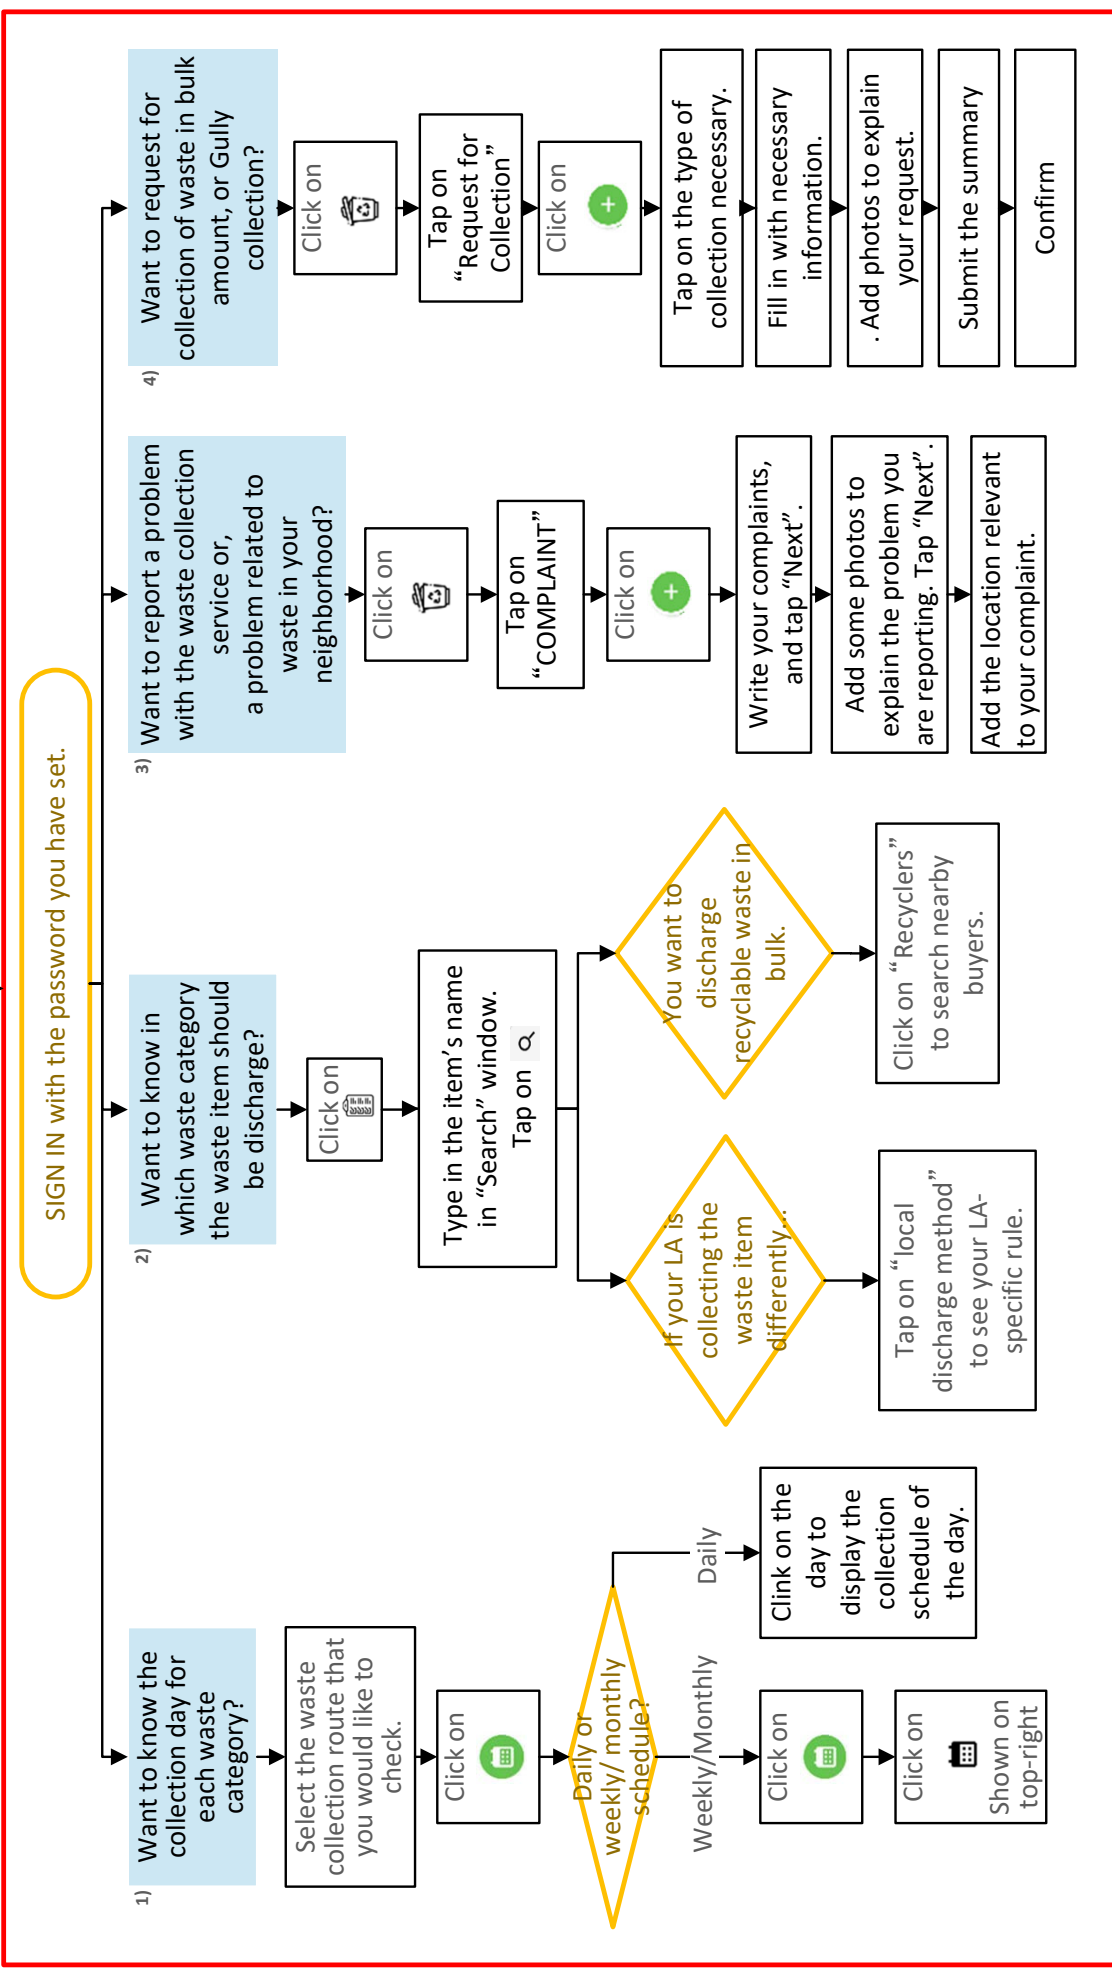 SIGN IN with the password you have set.
1)
Want to know the
collection day for
each waste
category?
Select the waste
collection route that
you would like to
check.
Click on
Daily or
weekly/ monthly
schedule?
Weekly/Monthly
Click on
Click on
Shown on
top-right
Daily
Clink on the
day to
display the
collection
schedule of
the day.
2)
Want to know in
which waste category
the waste item should
be discharge?
Click on
Type in the item’s name
in “Search” window.
Tap on
If your LA is
collecting the
waste item
differently...
Tap on “local
discharge method”
to see your LA-
specific rule.
You want to
discharge
recyclable waste in
bulk.
Click on “Recyclers”
to search nearby
buyers.
3)
Want to report a problem
with the waste collection
service or,
a problem related to
waste in your
neighborhood?
Click on
Tap on
“COMPLAINT”
Click on
Write your complaints,
and tap “Next”.
Add some photos to
explain the problem you
are reporting. Tap “Next”.
Add the location relevant
to your complaint.
4)
Want to request for
collection of waste in bulk
amount, or Gully
collection?
Click on
Tap on
“Request for
Collection”
Click on
Tap on the type of
collection necessary.
Fill in with necessary
information.
. Add photos to explain
your request.
Submit the summary
Confirm